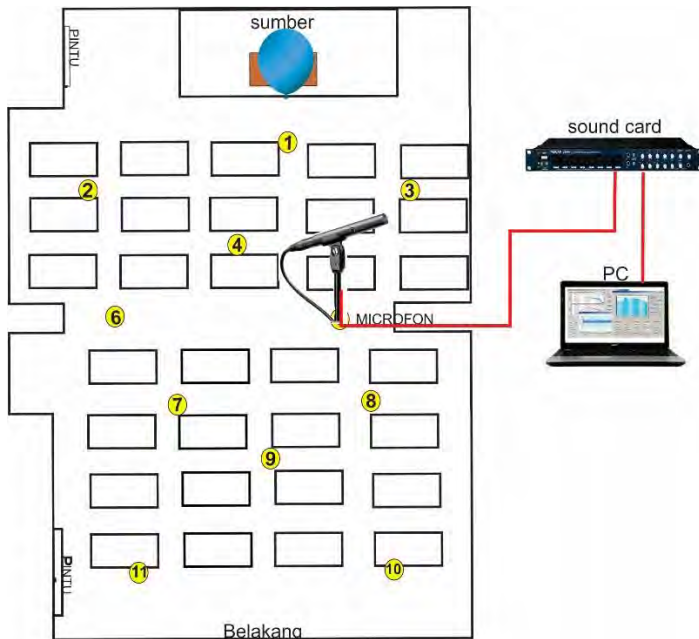 sumber
PINTU
1
sound card
2
3
4
PC
6
MICROFON
7
8
9
11
10
PINTU
Belakang